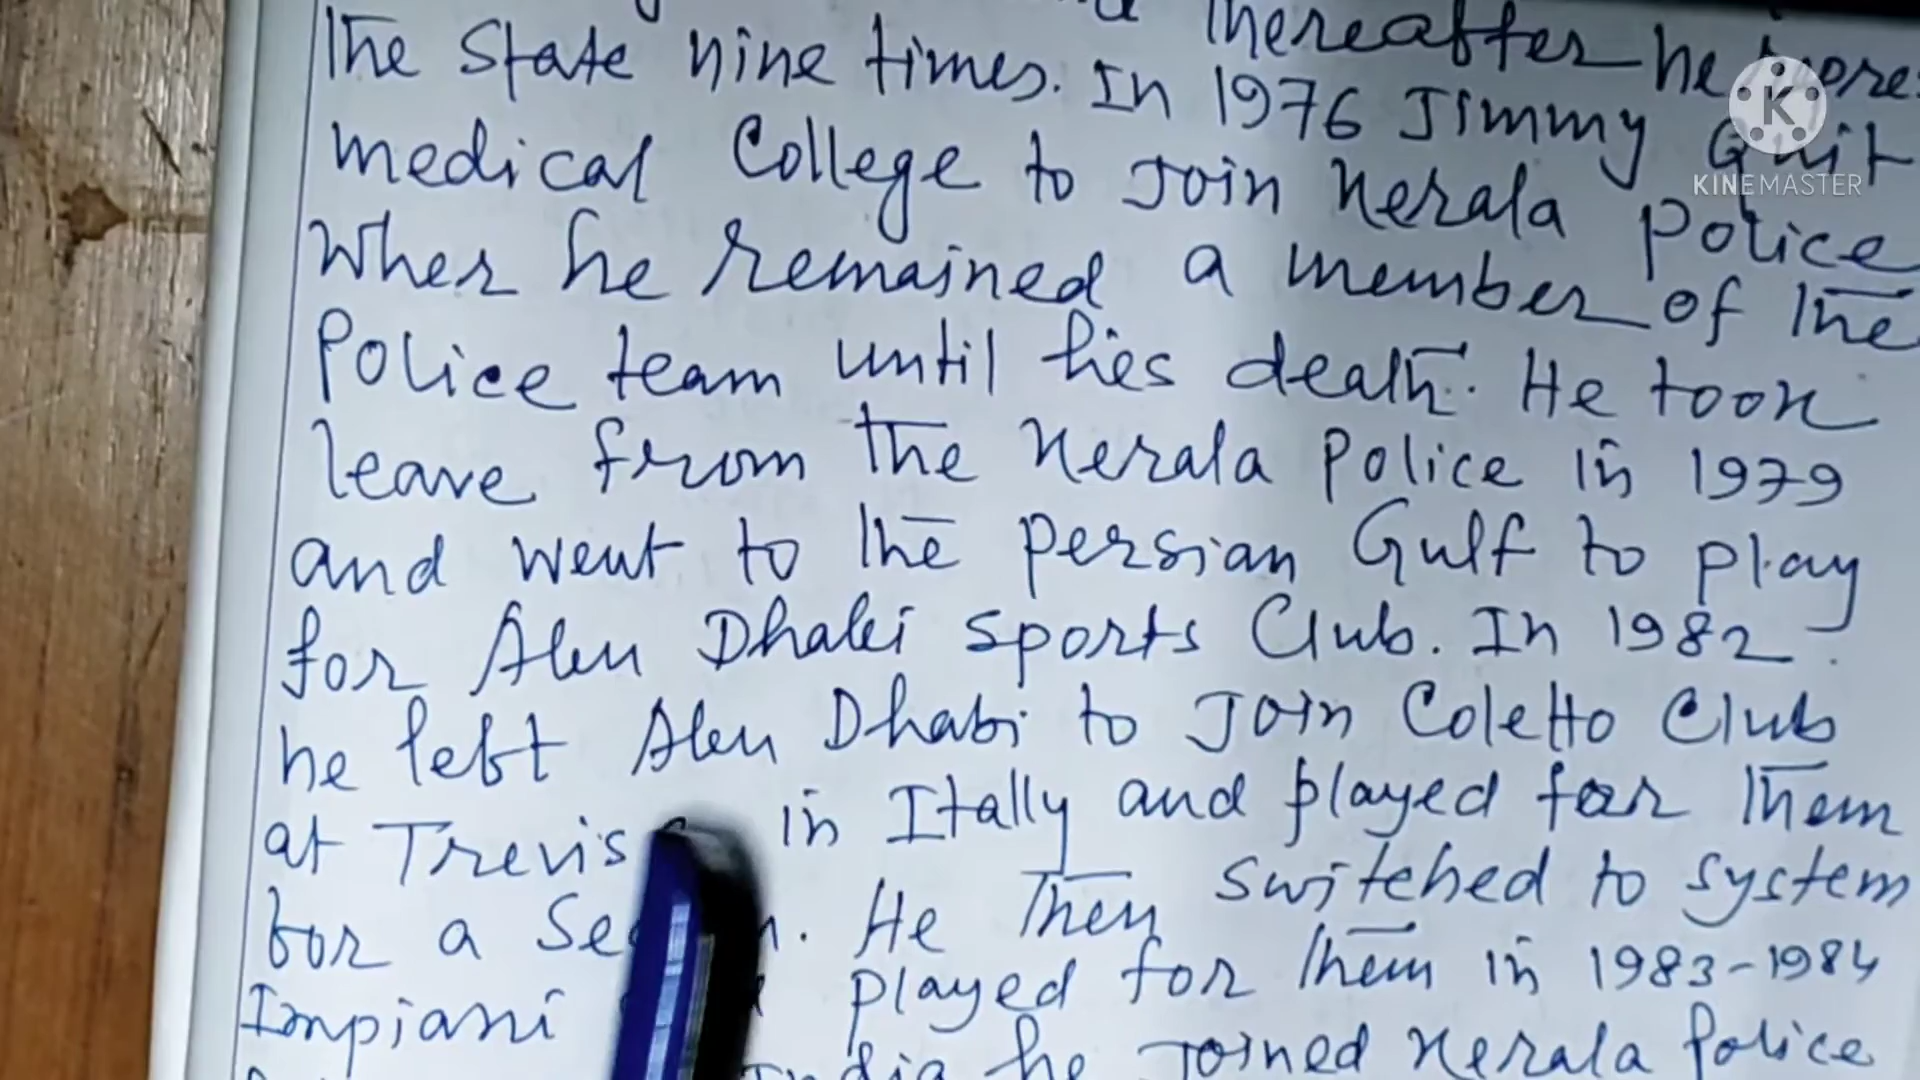 thereafter he
the State nine times. In 1976 Jimmy Quit
medical College to Join Kerala Police
Wher he remained a member of the
Police team until hies death. He took
leave from the Kerala Police in 1979
and went to the Persian Gulf to play
for Abu Dhabi Sports Club. In 1982
he left Abu Dhabi to Join Coletto Club
at in Itally and played for them
for a He then switched to system
Impiani played for them in 1983-1984
he Joined Kerala Police
KINEMASTER